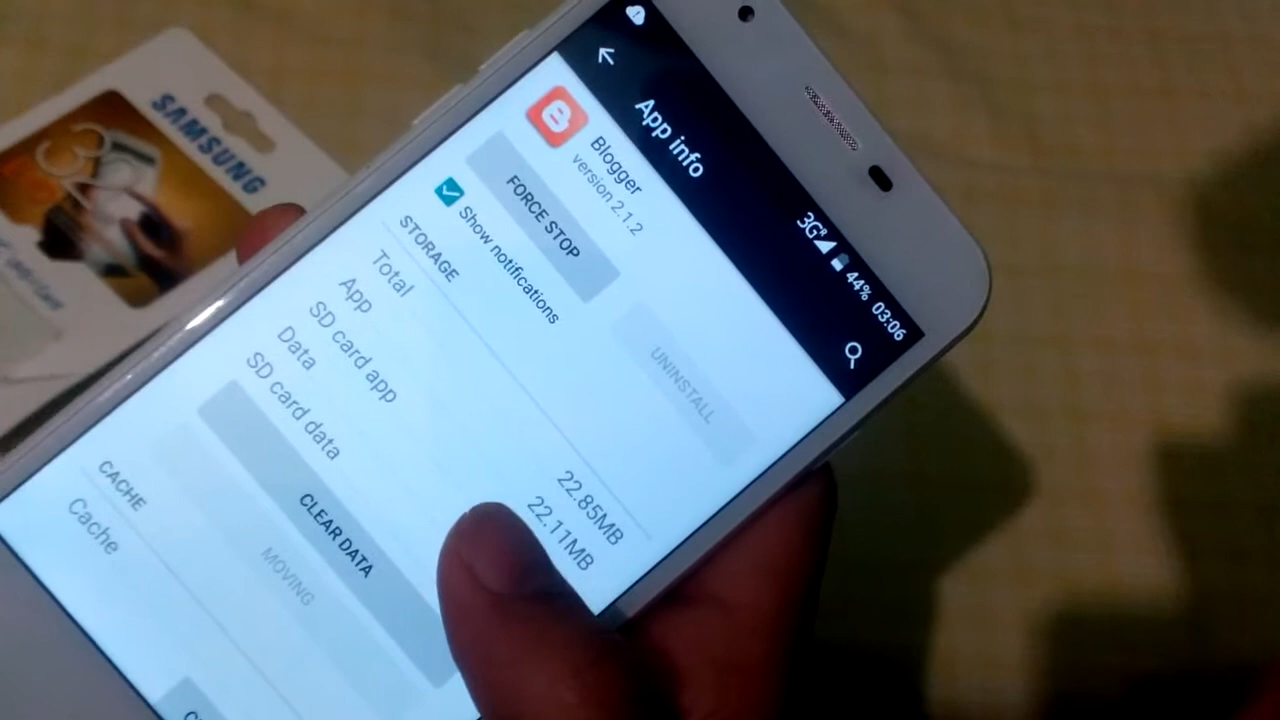 SAMSUNG
3G R 44% 03:06
App info
Blogger
version 2.1.2
FORCE STOP
UNINSTALL
Show notifications
STORAGE
Total 22.85MB
App 22.11MB
SD card app
Data
SD card data
CLEAR DATA
MOVING
CACHE
Cache